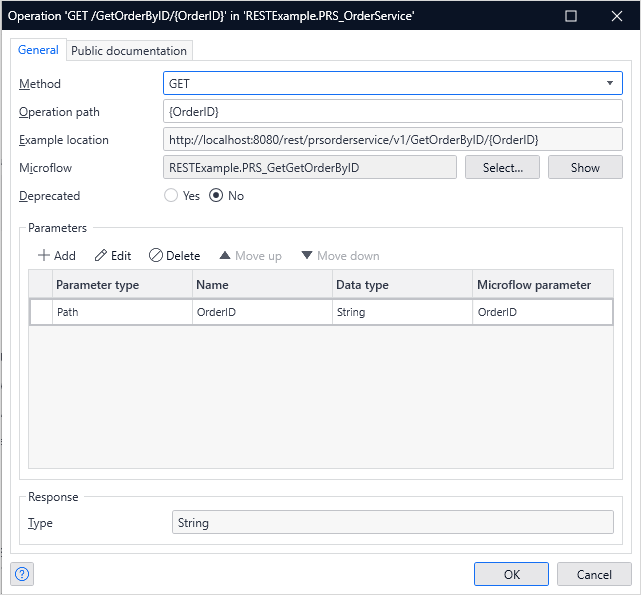 Operation 'GET /GetOrderByID/{OrderID}' in 'RESTExample.PRS_OrderService'
General Public documentation
Method GET
Operation path {OrderID}
Example location http://localhost:8080/rest/prsorderservice/v1/GetOrderByID/{OrderID}
Microflow RESTExample.PRS_GetGetOrderByID Select... Show
Deprecated Yes No
Parameters
Add Edit Delete Move up Move down
Parameter type Name Data type Microflow parameter
Path OrderID String OrderID
Response
Type String
? OK Cancel